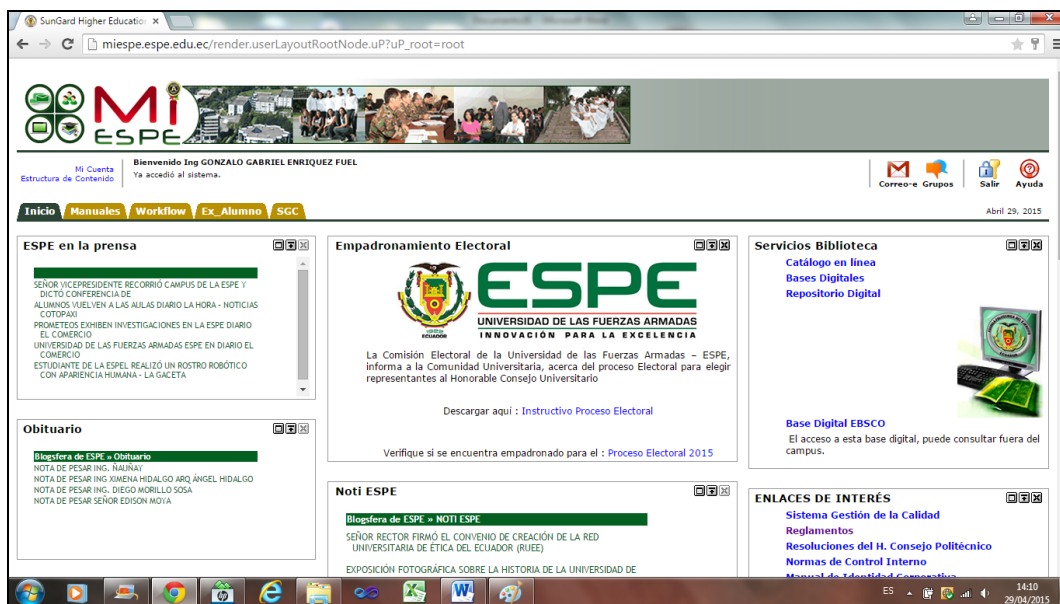 SunGard Higher Education
miespe.espe.edu.ec/render.userLayoutRootNode.uP?uP_root=root
Mi
ESPE
Mi Cuenta
Estructura de Contenido
Bienvenido Ing GONZALO GABRIEL ENRIQUEZ FUEL
Ya accedió al sistema.
Correo-e Grupos Salir Ayuda
Inicio Manuales Workflow Ex_Alumno SGC
Abril 29, 2015
ESPE en la prensa
SEÑOR VICEPRESIDENTE RECORRIÓ CAMPUS DE LA ESPE Y
DICTÓ CONFERENCIA DE
ALUMNOS VUELVEN A LAS AULAS DIARIO LA HORA - NOTICIAS
COTOPAXI
PROMETEOS EXHIBEN INVESTIGACIONES EN LA ESPE DIARIO
EL COMERCIO
UNIVERSIDAD DE LAS FUERZAS ARMADAS ESPE EN DIARIO EL
COMERCIO
ESTUDIANTE DE LA ESPEL REALIZÓ UN ROSTRO ROBÓTICO
CON APARIENCIA HUMANA - LA GACETA
Obituario
Blogsfera de ESPE » Obituario
NOTA DE PESAR ING. ÑAUÑAY
NOTA DE PESAR ING XIMENA HIDALGO ARQ ÁNGEL HIDALGO
NOTA DE PESAR ING. DIEGO MORILLO SOSA
NOTA DE PESAR SEÑOR EDISON MOYA
Empadronamiento Electoral
ESPE
UNIVERSIDAD DE LAS FUERZAS ARMADAS
INNOVACIÓN PARA LA EXCELENCIA
ECUADOR
La Comisión Electoral de la Universidad de las Fuerzas Armadas – ESPE,
informa a la Comunidad Universitaria, acerca del proceso Electoral para elegir
representantes al Honorable Consejo Universitario
Descargar aquí : Instructivo Proceso Electoral
Verifique si se encuentra empadronado para el : Proceso Electoral 2015
Noti ESPE
Blogsfera de ESPE » NOTI ESPE
SEÑOR RECTOR FIRMÓ EL CONVENIO DE CREACIÓN DE LA RED
UNIVERSITARIA DE ÉTICA DEL ECUADOR (RUEE)
EXPOSICIÓN FOTOGRÁFICA SOBRE LA HISTORIA DE LA UNIVERSIDAD DE
Servicios Biblioteca
Catálogo en línea
Bases Digitales
Repositorio Digital
Base Digital EBSCO
El acceso a esta base digital, puede consultar fuera del
campus.
ENLACES DE INTERÉS
Sistema Gestión de la Calidad
Reglamentos
Resoluciones del H. Consejo Politécnico
Normas de Control Interno
Manual de Identidad Corporativa
ES
14:10
29/04/2015